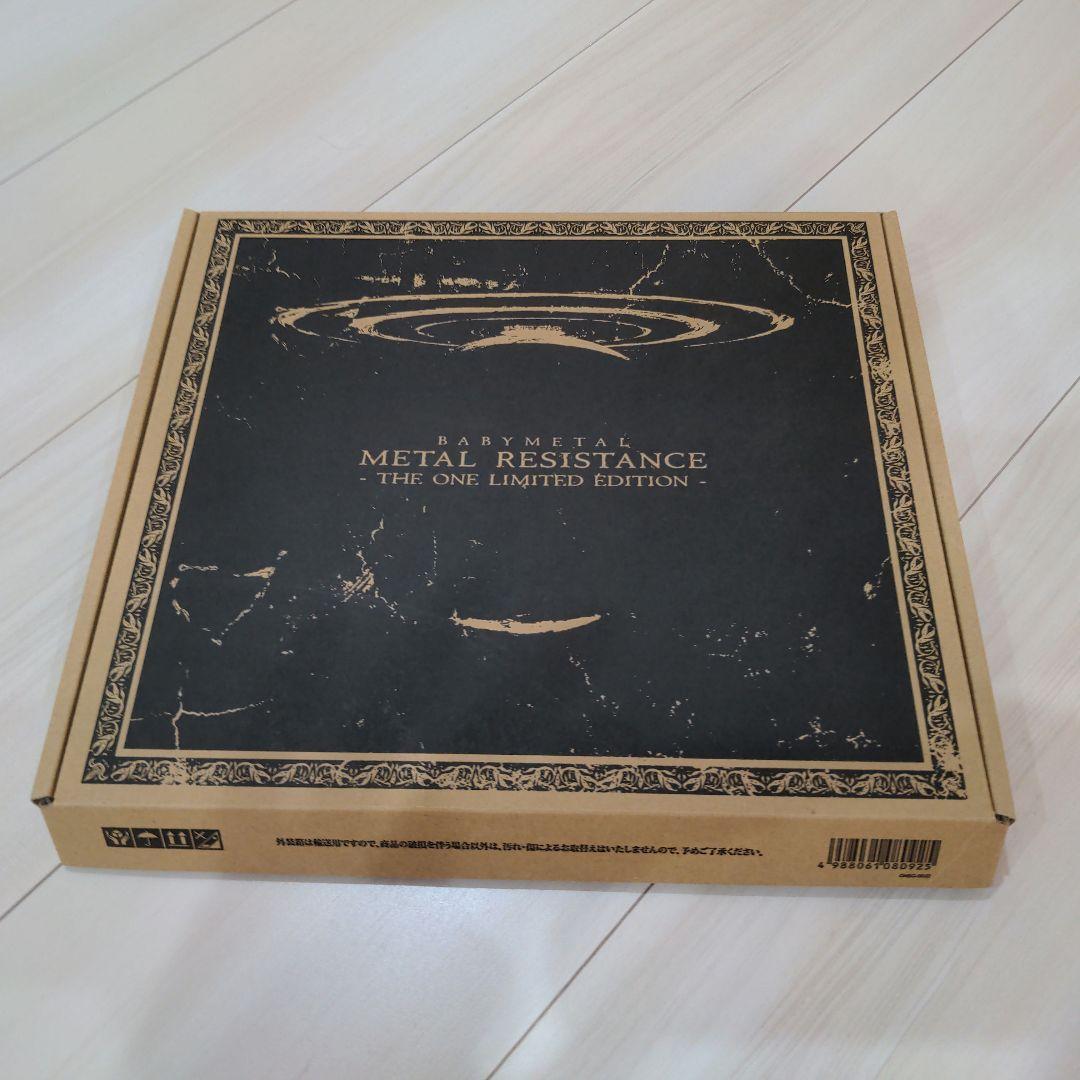 BABYMETAL
METAL RESISTANCE
- THE ONE LIMITED EDITION -
外装箱は輸送用ですので、商品の破損を伴う場合以外は、汚れ・傷によるお取替えはいたしませんので、予めご了承ください。
4 988061 080925